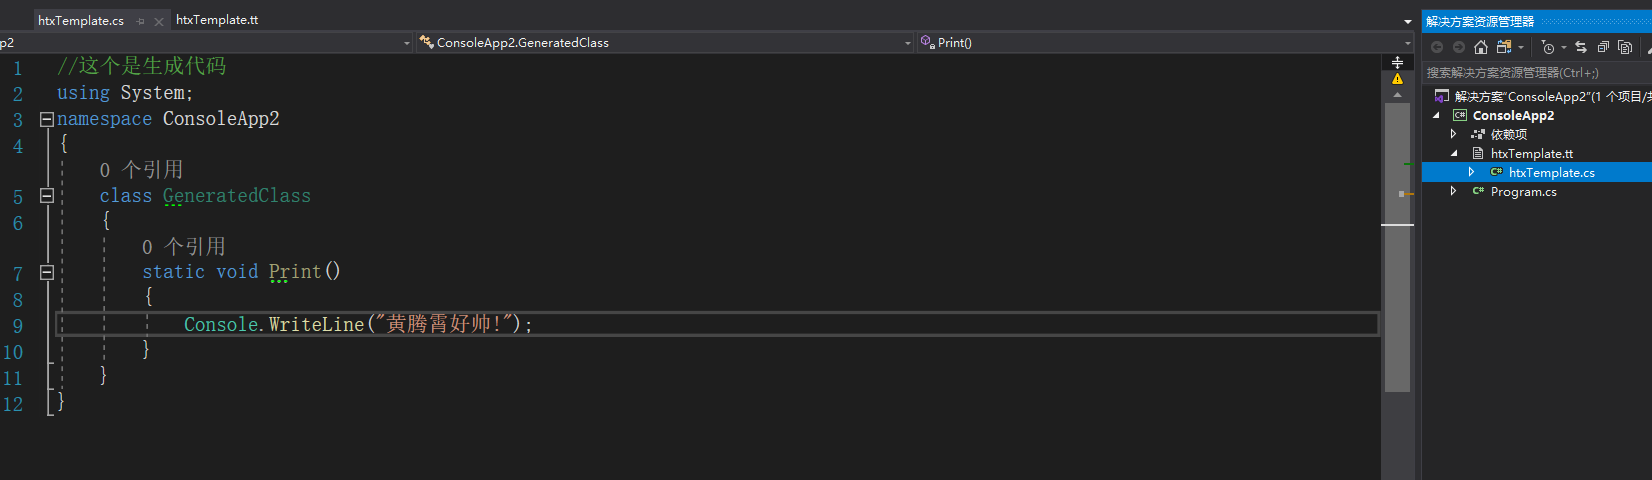 htxTemplate.cs
htxTemplate.tt
p2
ConsoleApp2.GeneratedClass
Print()
1 //这个是生成代码
2 using System;
3 namespace ConsoleApp2
4 {
0 个引用
5 class GeneratedClass
6 {
0 个引用
7 static void Print()
8 {
9 Console.WriteLine("黄腾霄好帅!");
10 }
11 }
12 }
解决方案资源管理器
搜索解决方案资源管理器(Ctrl+;)
解决方案"ConsoleApp2"(1 个项目/
C# ConsoleApp2
依赖项
htxTemplate.tt
C# htxTemplate.cs
C# Program.cs